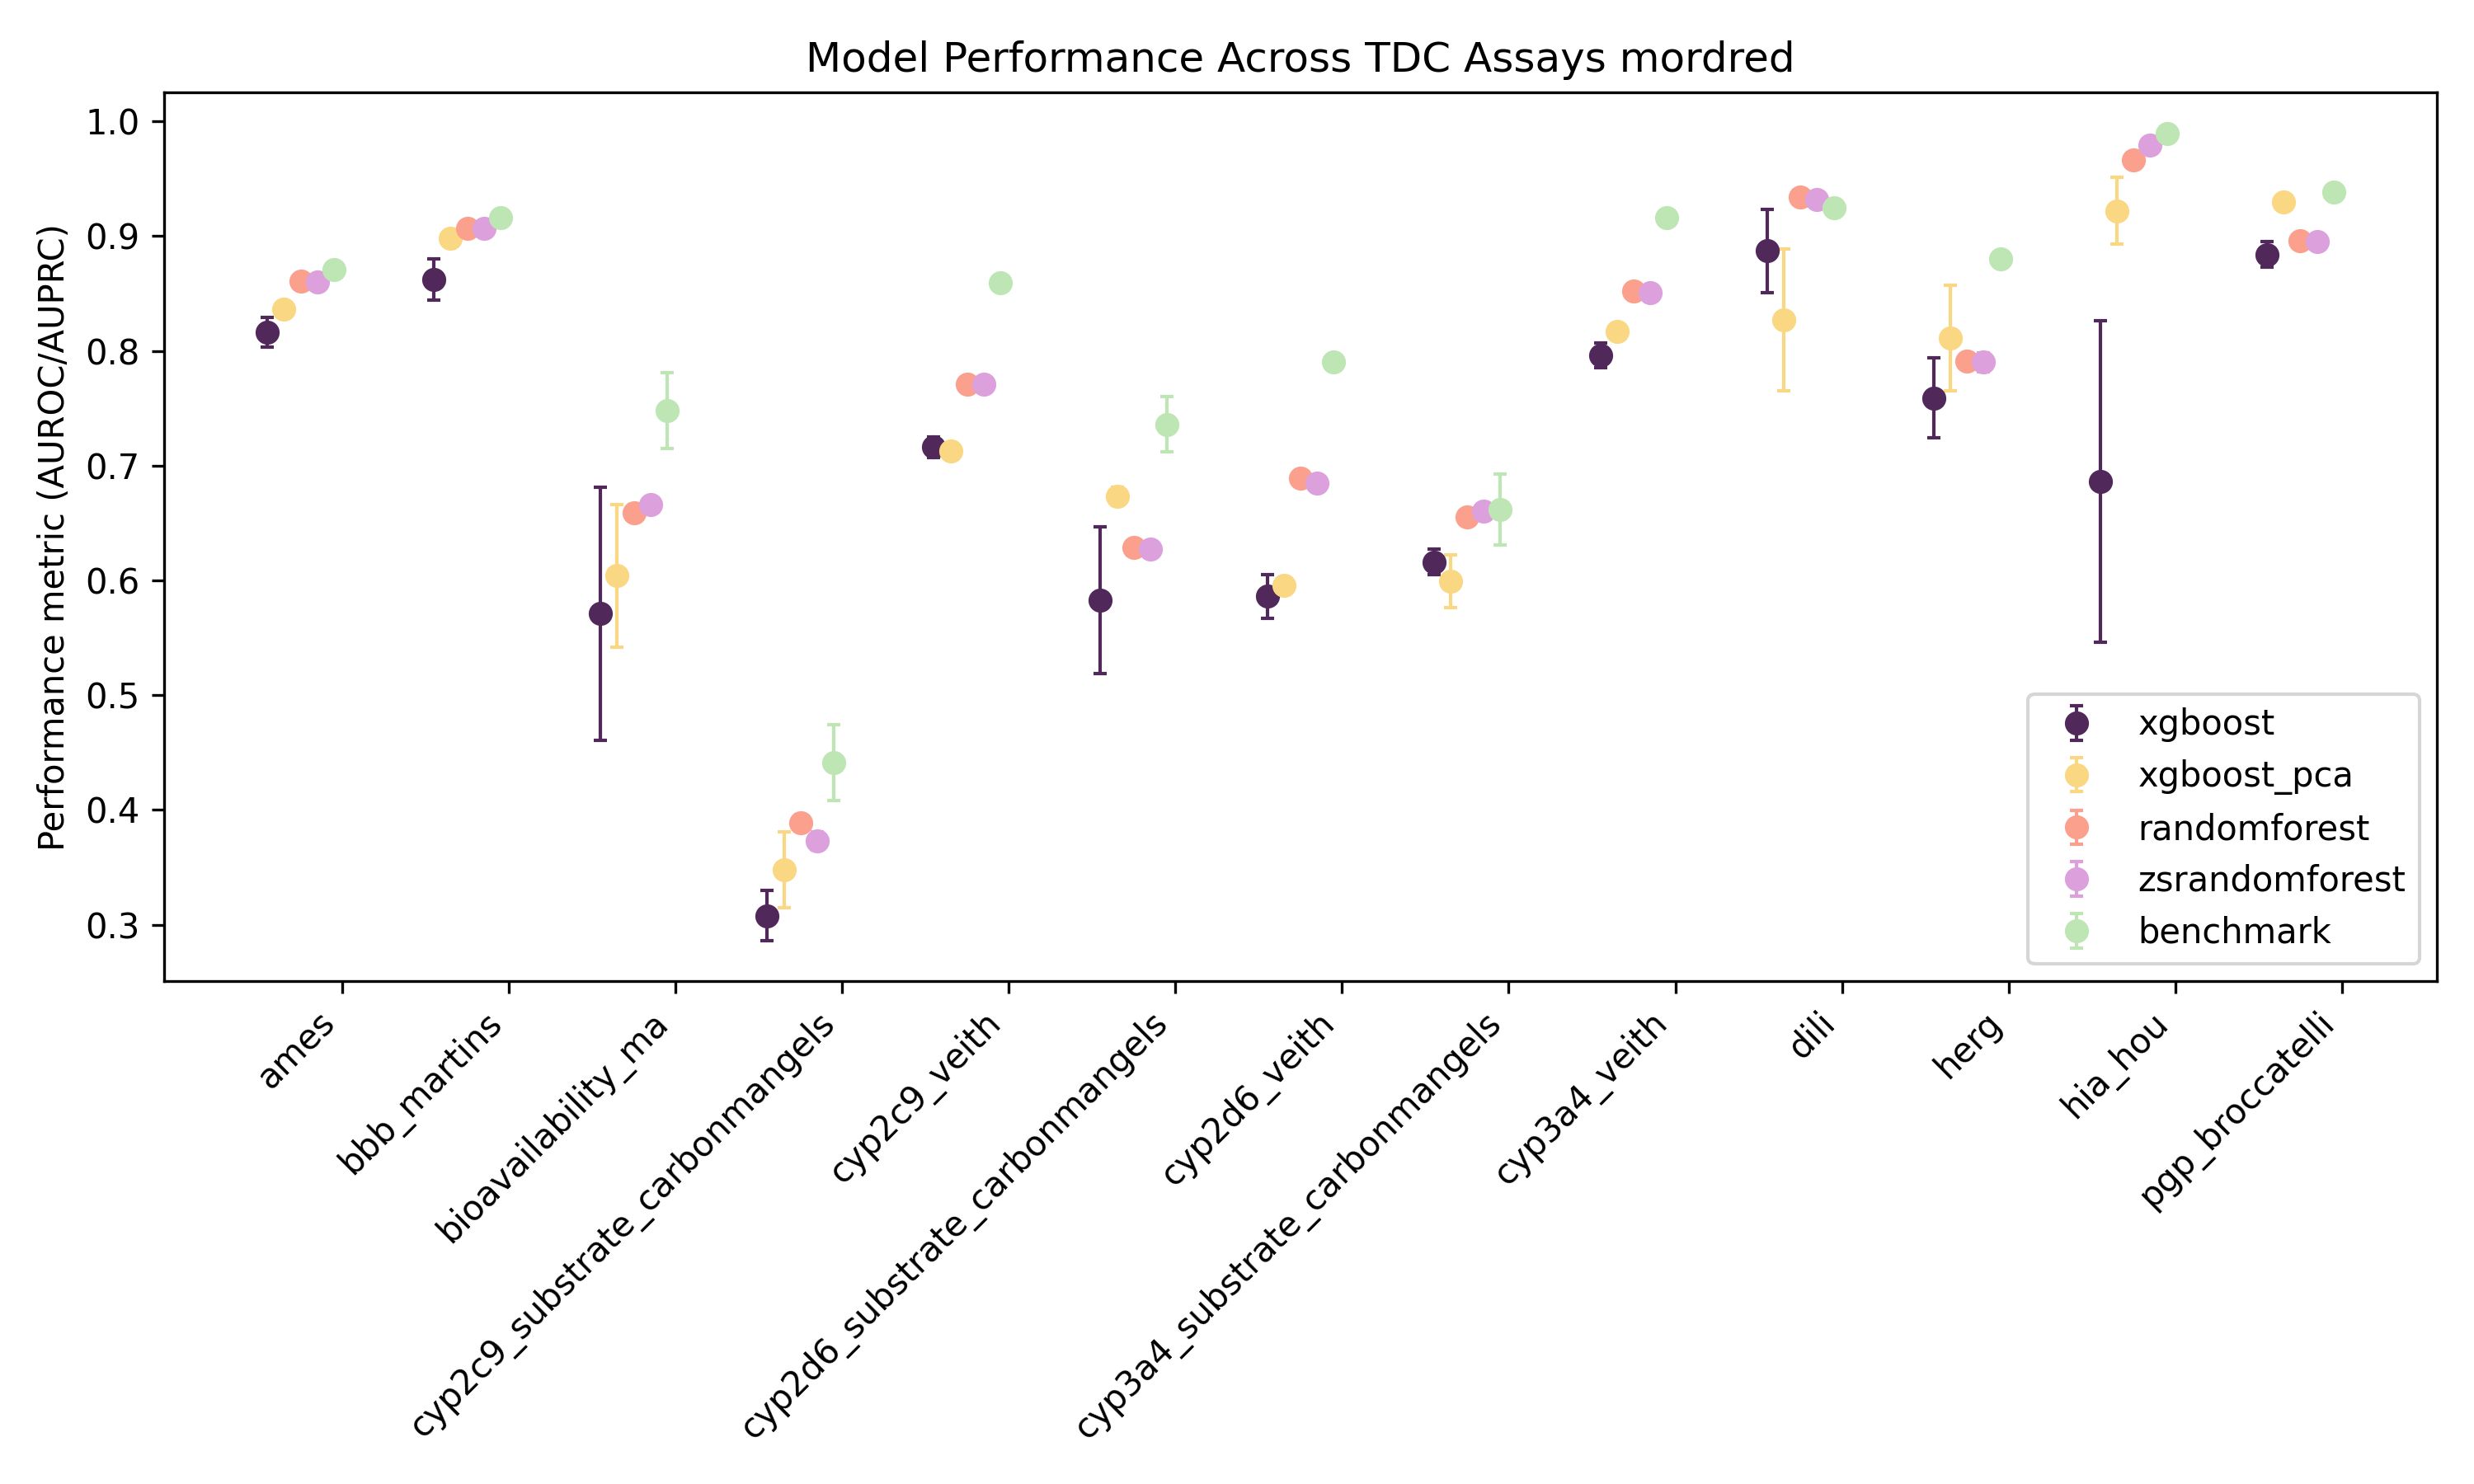 Model Performance Across TDC Assays mordred
Performance metric (AUROC/AUPRC)
1.0
0.9
0.8
0.7
0.6
0.5
0.4
0.3
xgboost
xgboost_pca
randomforest
zsrandomforest
benchmark
ames
bbb_martins
bioavailability_ma
cyp2c9_substrate_carbonmangels
cyp2c9_veith
cyp2d6_substrate_carbonmangels
cyp2d6_veith
cyp3a4_substrate_carbonmangels
cyp3a4_veith
dili
herg
hia_hou
pgp_broccatelli